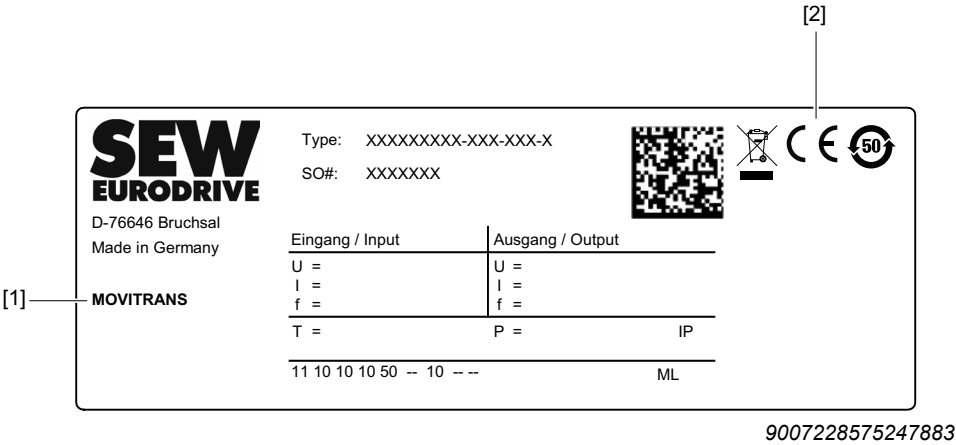 [2]
SEW
EURODRIVE
Type: XXXXXXXXX-XXX-XXX-X
SO#: XXXXXXX
50
D-76646 Bruchsal
Made in Germany
Eingang / Input Ausgang / Output
U = U =
I = I =
f = f =
[1] MOVITRANS
T = P = IP
11 10 10 10 50 -- 10 -- -- ML
9007228575247883